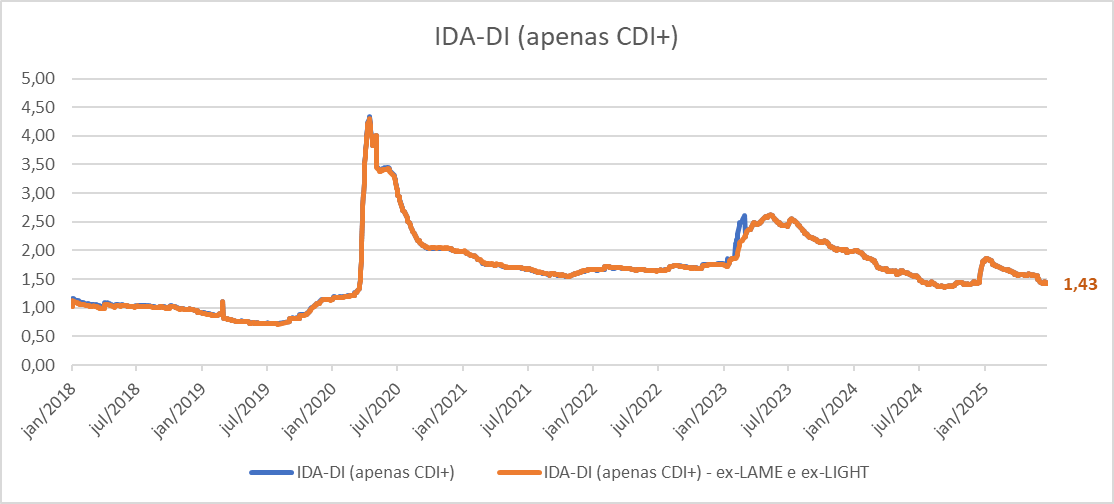 IDA-DI (apenas CDI+)
5,00
4,50
4,00
3,50
3,00
2,50
2,00
1,50
1,00
0,50
0,00
1,43
jan/2018
jul/2018
jan/2019
jul/2019
jan/2020
jul/2020
jan/2021
jul/2021
jan/2022
jul/2022
jan/2023
jul/2023
jan/2024
jul/2024
jan/2025
IDA-DI (apenas CDI+)
IDA-DI (apenas CDI+) - ex-LAME e ex-LIGHT